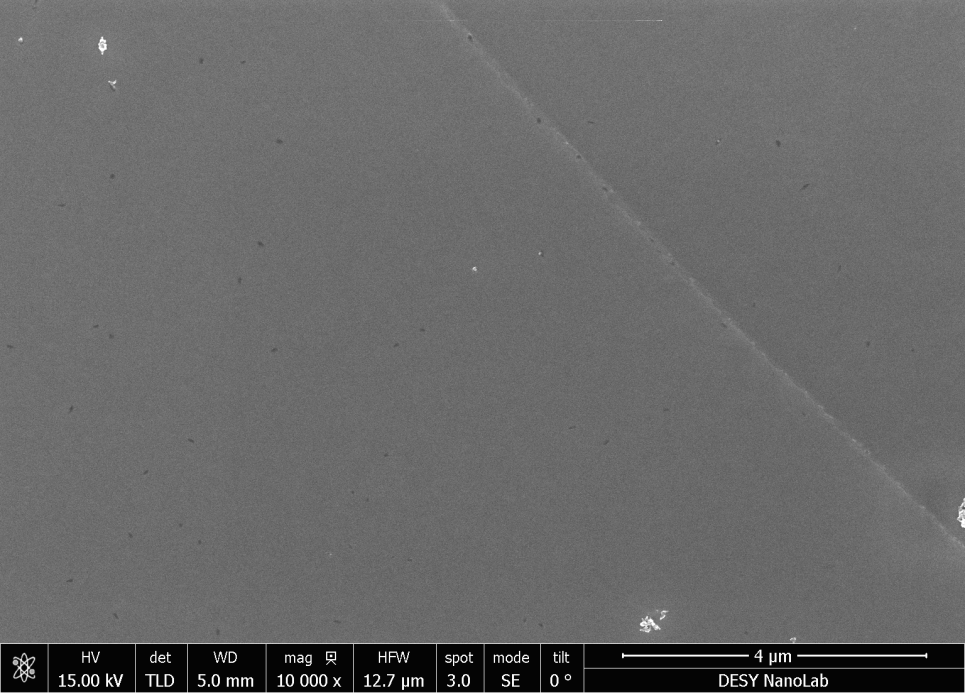 HV det WD mag HFW spot mode tilt 4 µm
15.00 kV TLD 5.0 mm 10 000 x 12.7 µm 3.0 SE 0 ° DESY NanoLab